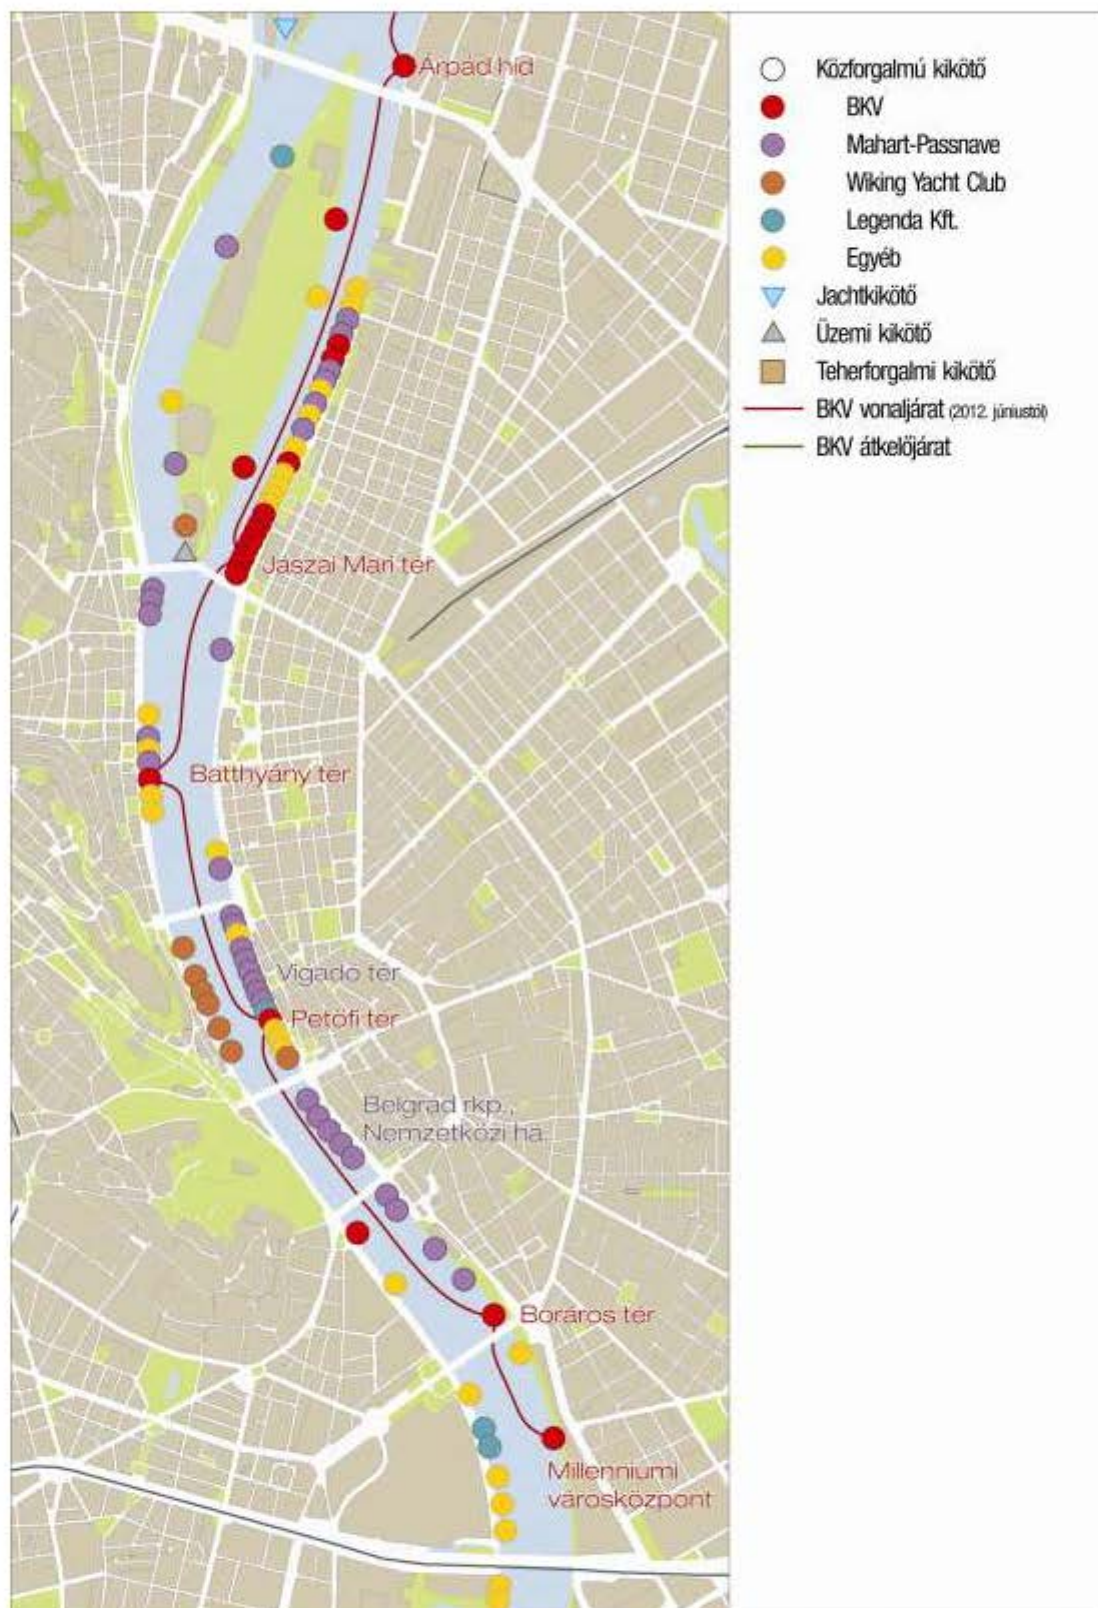 Árpád híd
Jászai Mari tér
Batthyány tér
Vigadó tér
Petőfi tér
Belgrád rkp.,
Nemzetközi ha.
Boráros tér
Millenniumi
városközpont
Közforgalmú kikötő
BKV
Mahart-Passnave
Wiking Yacht Club
Legenda Kft.
Egyéb
Jachtkikötő
Üzemi kikötő
Teherforgalmi kikötő
BKV vonaljárat (2012. júniustól)
BKV átkelőjárat